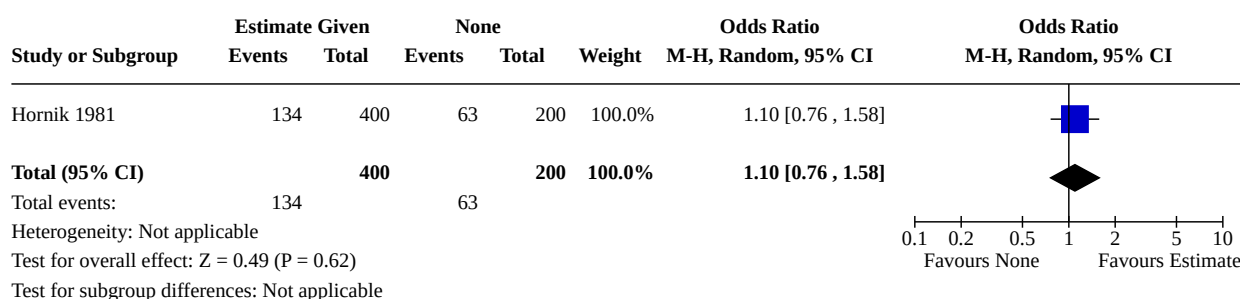 Estimate Given None Odds Ratio Odds Ratio
Study or Subgroup Events Total Events Total Weight M-H, Random, 95% CI M-H, Random, 95% CI
Hornik 1981 134 400 63 200 100.0% 1.10 [0.76 , 1.58]
Total (95% CI) 400 200 100.0% 1.10 [0.76 , 1.58]
Total events: 134 63
Heterogeneity: Not applicable 0.1 0.2 0.5 1 2 5 10
Test for overall effect: Z = 0.49 (P = 0.62) Favours None Favours Estimate
Test for subgroup differences: Not applicable